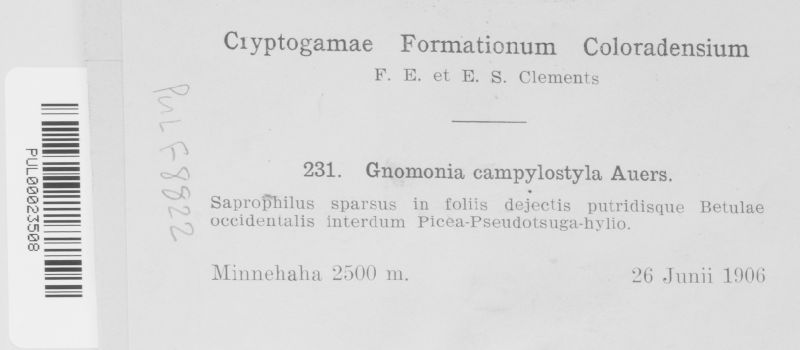 Cryptogamae Formationum Coloradensium
F. E. et E. S. Clements
231. Gnomonia campylostyla Auers.
Saprophilus sparsus in foliis dejectis putridisque Betulae
occidentalis interdum Picea-Pseudotsuga-hylio.
Minnehaha 2500 m. 26 Junii 1906
PUL F8822
PUL00023508